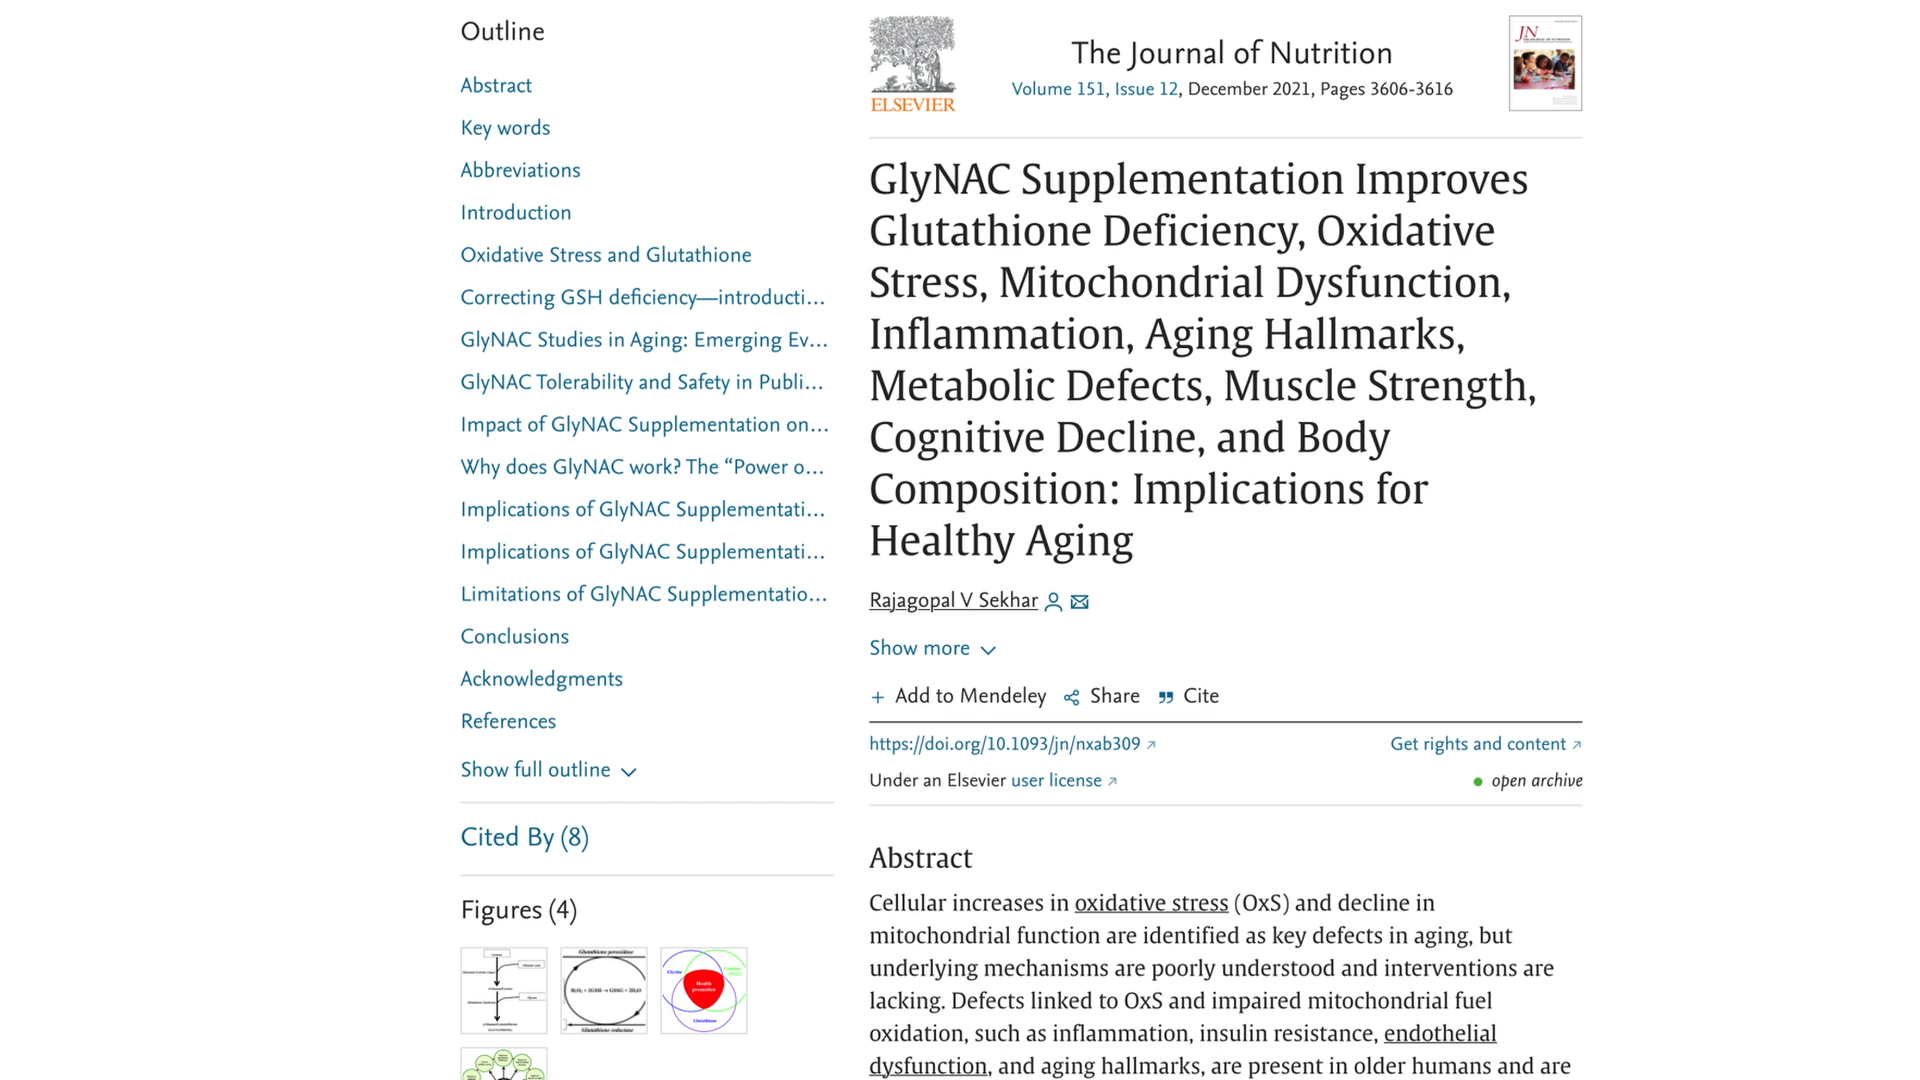 Outline
Abstract
Key words
Abbreviations
Introduction
Oxidative Stress and Glutathione
Correcting GSH deficiency—introducti...
GlyNAC Studies in Aging: Emerging Ev...
GlyNAC Tolerability and Safety in Publi...
Impact of GlyNAC Supplementation on...
Why does GlyNAC work? The “Power o...
Implications of GlyNAC Supplementati...
Implications of GlyNAC Supplementati...
Limitations of GlyNAC Supplementatio...
Conclusions
Acknowledgments
References
Show full outline
Cited By (8)
Figures (4)
Glutathione peroxidase
Glutathione reductase
Glycine
Health
promotion
Glutathione
ELSEVIER
The Journal of Nutrition
Volume 151, Issue 12, December 2021, Pages 3606-3616
JN
GlyNAC Supplementation Improves
Glutathione Deficiency, Oxidative
Stress, Mitochondrial Dysfunction,
Inflammation, Aging Hallmarks,
Metabolic Defects, Muscle Strength,
Cognitive Decline, and Body
Composition: Implications for
Healthy Aging
Rajagopal V Sekhar
Show more
+ Add to Mendeley Share Cite
https://doi.org/10.1093/jn/nxab309
Get rights and content
Under an Elsevier user license
open archive
Abstract
Cellular increases in oxidative stress (OxS) and decline in
mitochondrial function are identified as key defects in aging, but
underlying mechanisms are poorly understood and interventions are
lacking. Defects linked to OxS and impaired mitochondrial fuel
oxidation, such as inflammation, insulin resistance, endothelial
dysfunction, and aging hallmarks, are present in older humans and are